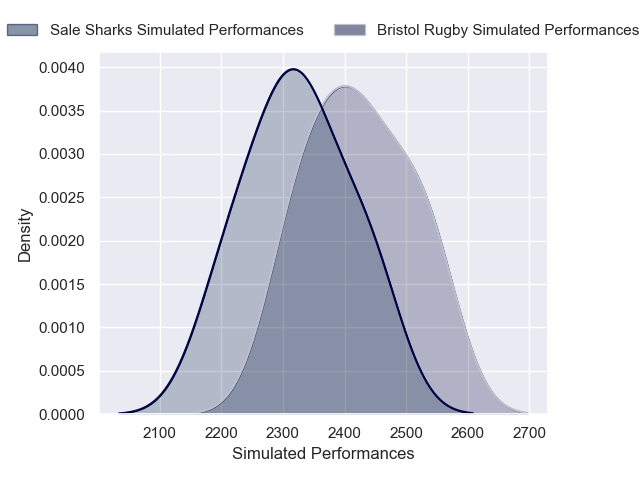 Sale Sharks Simulated Performances
Bristol Rugby Simulated Performances
0.0040
0.0035
0.0030
0.0025
0.0020
0.0015
0.0010
0.0005
0.0000
Density
2100 2200 2300 2400 2500 2600 2700
Simulated Performances